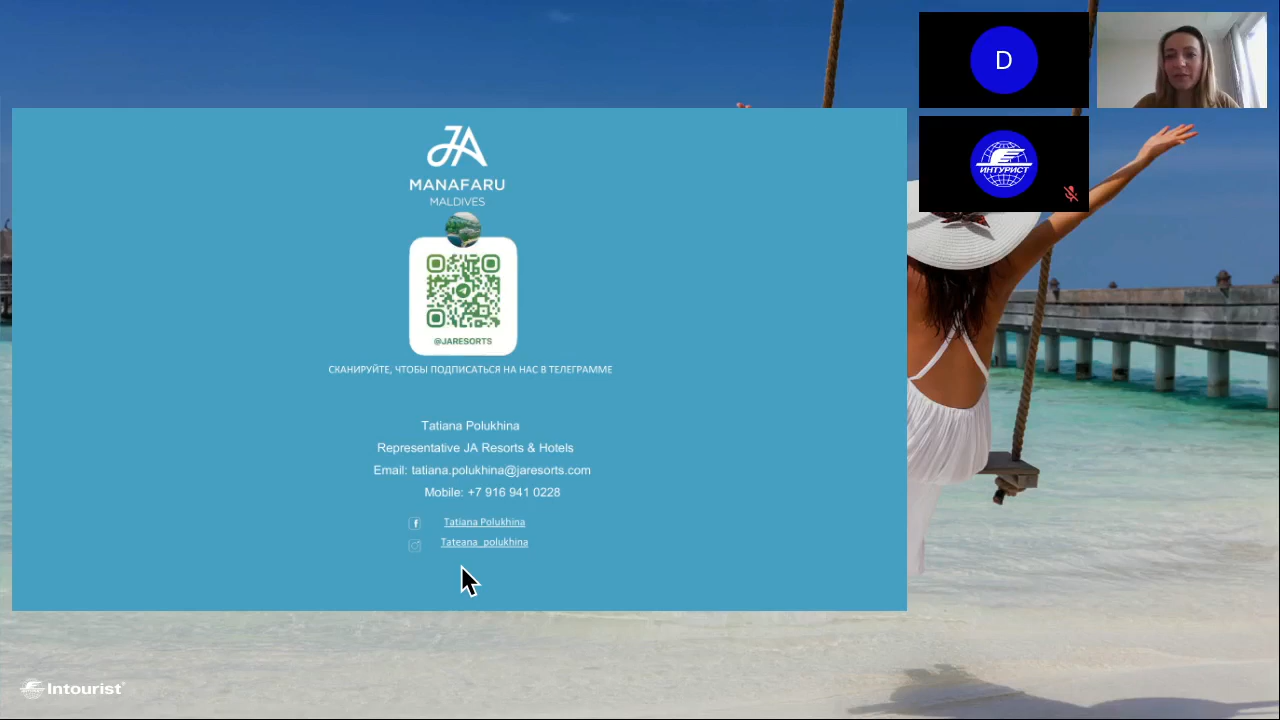 D
ИНТУРИСТ
JA
MANAFARU
MALDIVES
@JARESORTS
СКАНИРУЙТЕ, ЧТОБЫ ПОДПИСАТЬСЯ НА НАС В ТЕЛЕГРАММЕ
Tatiana Polukhina
Representative JA Resorts & Hotels
Email: tatiana.polukhina@jaresorts.com
Mobile: +7 916 941 0228
Tatiana Polukhina
Tateana_polukhina
Intourist